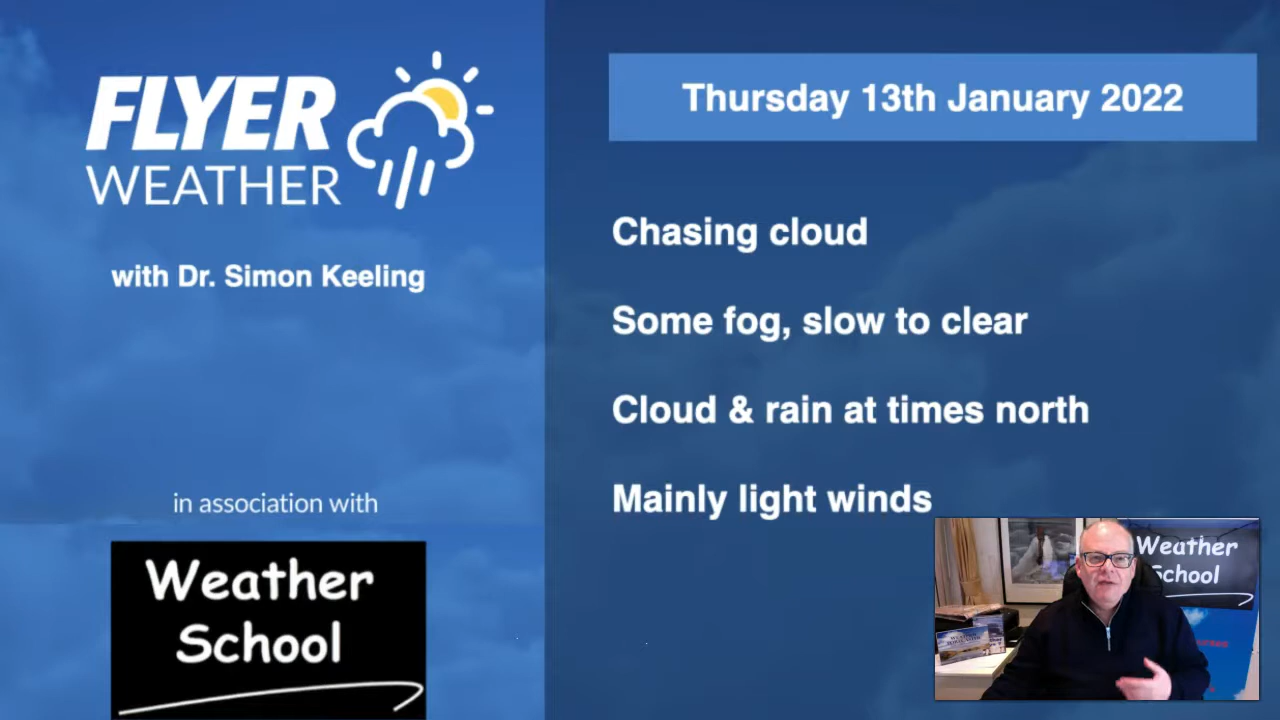 FLYER
WEATHER
with Dr. Simon Keeling
in association with
Weather
School
Thursday 13th January 2022
Chasing cloud
Some fog, slow to clear
Cloud & rain at times north
Mainly light winds
Weather
School